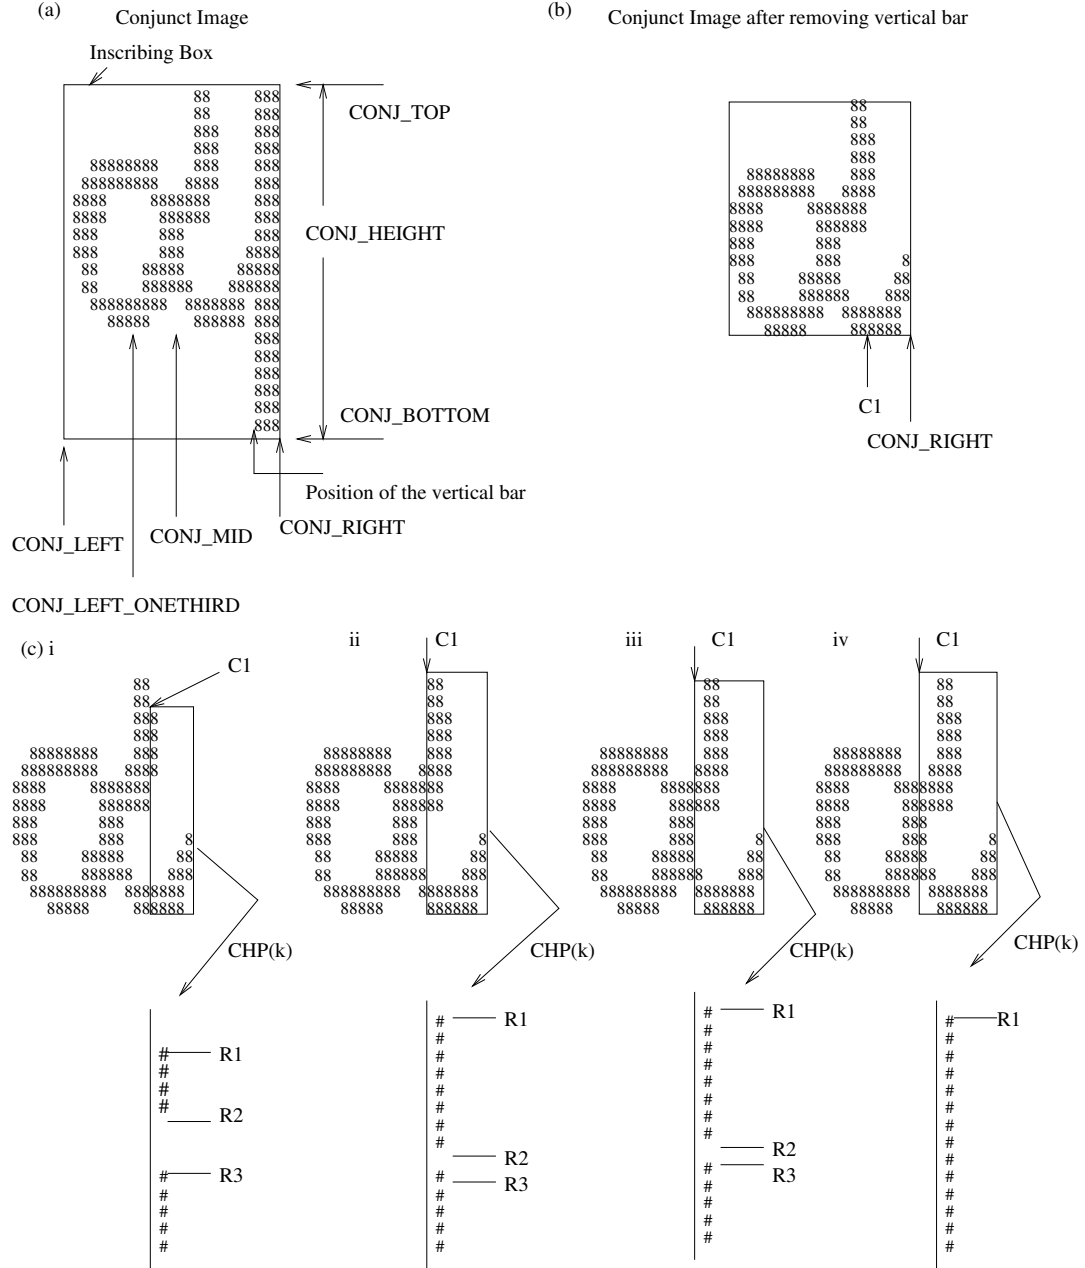 (a) Conjunct Image
(b) Conjunct Image after removing vertical bar
Inscribing Box
CONJ_TOP
CONJ_HEIGHT
CONJ_BOTTOM
Position of the vertical bar
CONJ_LEFT
CONJ_MID
CONJ_RIGHT
CONJ_LEFT_ONETHIRD
C1
CONJ_RIGHT
(c) i
C1
ii
C1
iii
C1
iv
C1
CHP(k)
CHP(k)
CHP(k)
CHP(k)
R1
R2
R3
R1
R2
R3
R1
R2
R3
R1